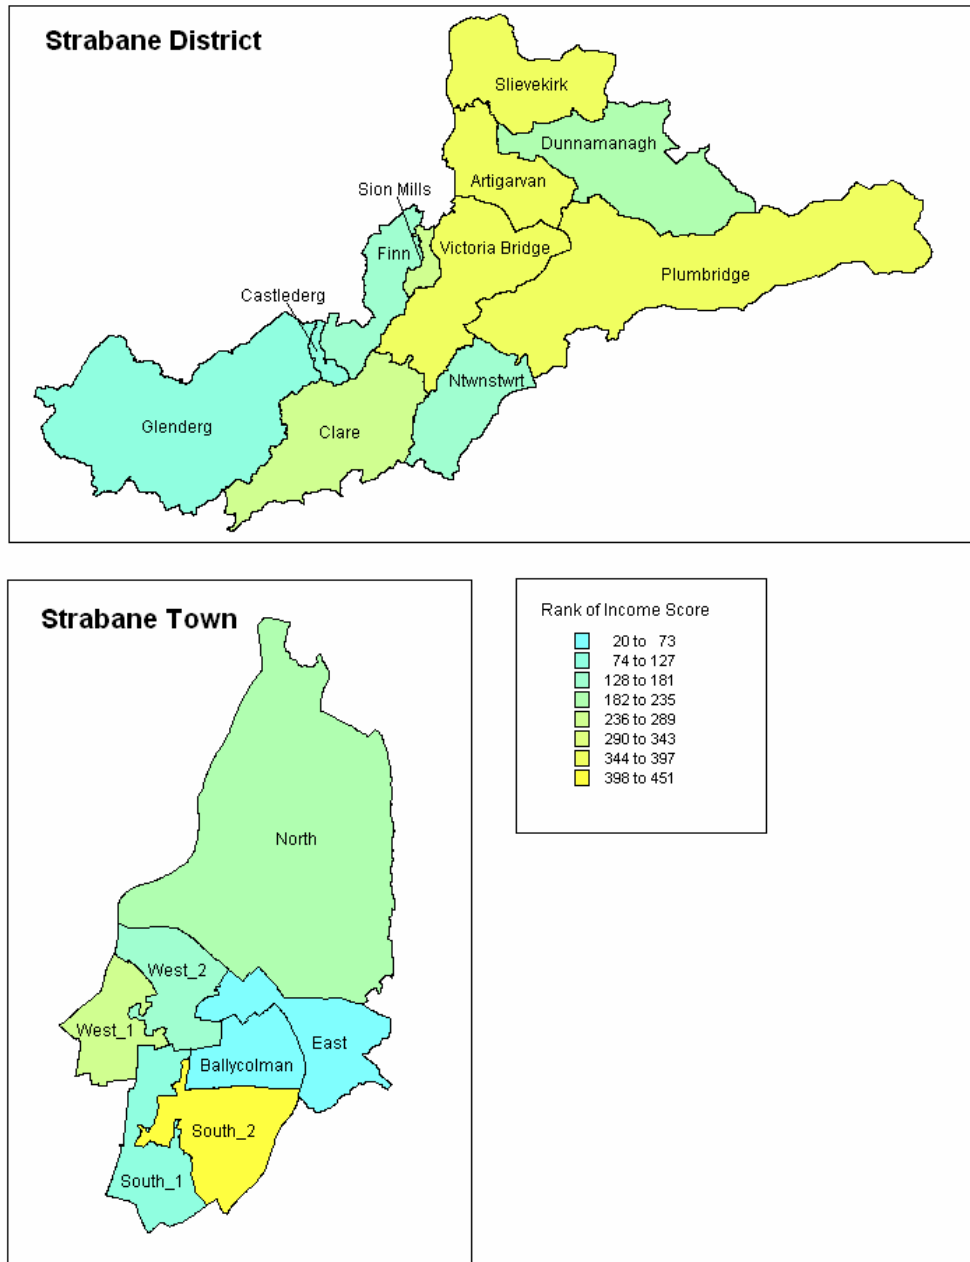 Strabane District
Slievekirk
Dunnamanagh
Artigarvan
Sion Mills
Finn
Victoria Bridge
Plumbridge
Castlederg
Ntwnstwrt
Glenderg
Clare
Strabane Town
North
West_2
West_1
East
Ballycolman
South_2
South_1
Rank of Income Score
20 to 73
74 to 127
128 to 181
182 to 235
236 to 289
290 to 343
344 to 397
398 to 451